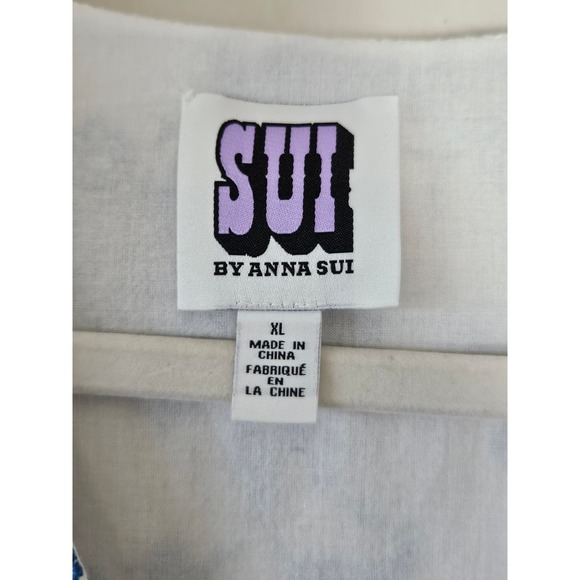 SUI
BY ANNA SUI
XL
MADE IN
CHINA
FABRIQUÉ
EN
LA CHINE